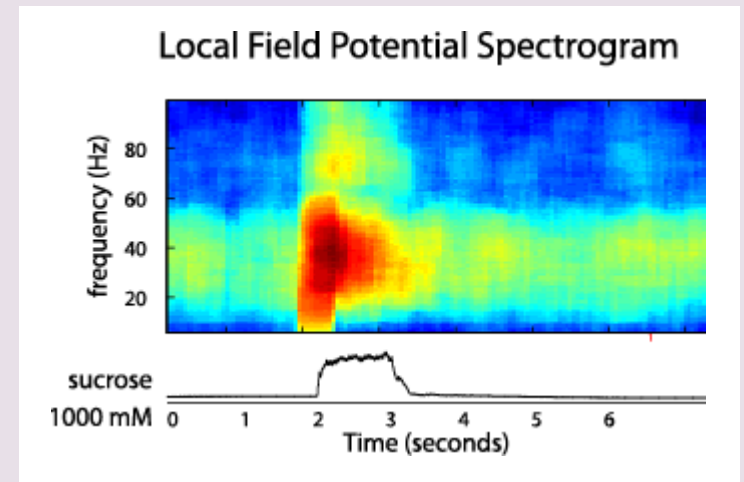 Local Field Potential Spectrogram
frequency (Hz)
80
60
40
20
sucrose
1000 mM
0 1 2 3 4 5 6
Time (seconds)